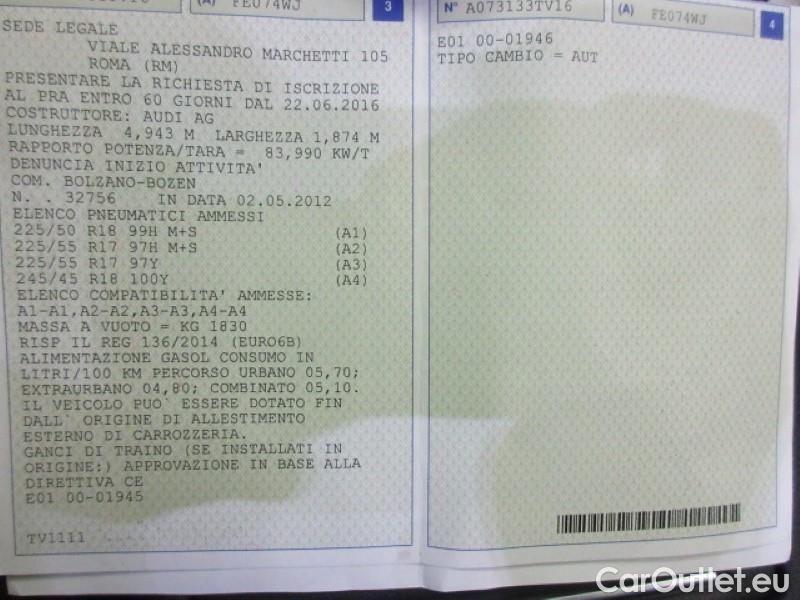 (A) FE074WJ
3
SEDE LEGALE
VIALE ALESSANDRO MARCHETTI 105
ROMA (RM)
PRESENTARE LA RICHIESTA DI ISCRIZIONE
AL PRA ENTRO 60 GIORNI DAL 22.06.2016
COSTRUTTORE: AUDI AG
LUNGHEZZA 4,943 M LARGHEZZA 1,874 M
RAPPORTO POTENZA/TARA = 83,990 KW/T
DENUNCIA INIZIO ATTIVITA'
COM. BOLZANO-BOZEN
N. . 32756 IN DATA 02.05.2012
ELENCO PNEUMATICI AMMESSI
225/50 R18 99H M+S (A1)
225/55 R17 97H M+S (A2)
225/55 R17 97Y (A3)
245/45 R18 100Y (A4)
ELENCO COMPATIBILITA' AMMESSE:
A1-A1,A2-A2,A3-A3,A4-A4
MASSA A VUOTO = KG 1830
RISP IL REG 136/2014 (EURO6B)
ALIMENTAZIONE GASOL CONSUMO IN
LITRI/100 KM PERCORSO URBANO 05,70;
EXTRAURBANO 04,80; COMBINATO 05,10.
IL VEICOLO PUO` ESSERE DOTATO FIN
DALL` ORIGINE DI ALLESTIMENTO
ESTERNO DI CARROZZERIA.
GANCI DI TRAINO (SE INSTALLATI IN
ORIGINE:) APPROVAZIONE IN BASE ALLA
DIRETTIVA CE
E01 00-01945
TV1111 ....
N° A073133TV16 (A) FE074WJ
4
E01 00-01946
TIPO CAMBIO = AUT
CarOutlet.eu